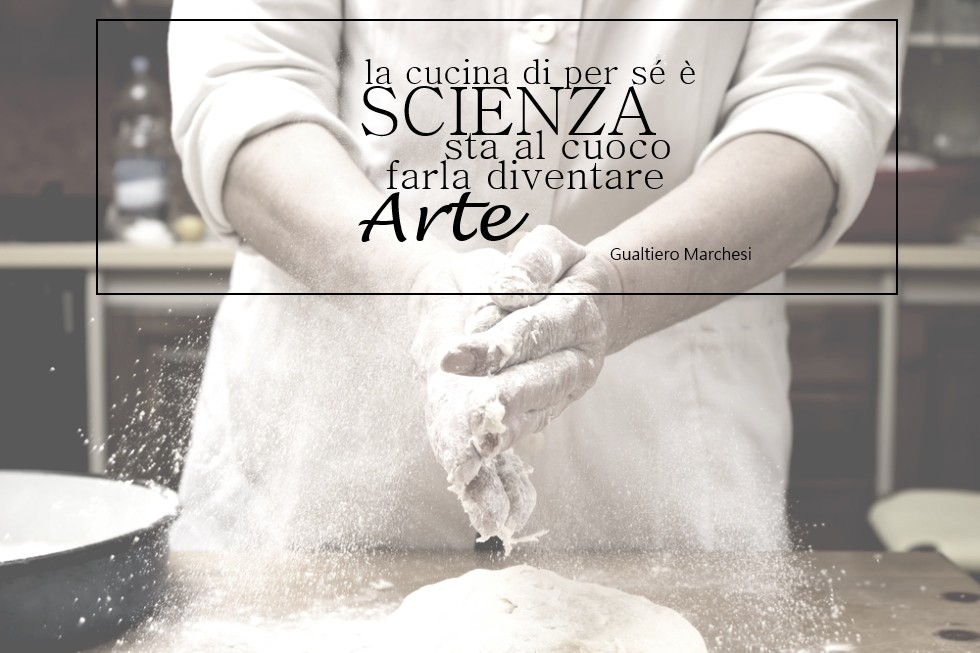 la cucina di per sé è
SCIENZA
sta al cuoco
farla diventare
Arte
Gualtiero Marchesi